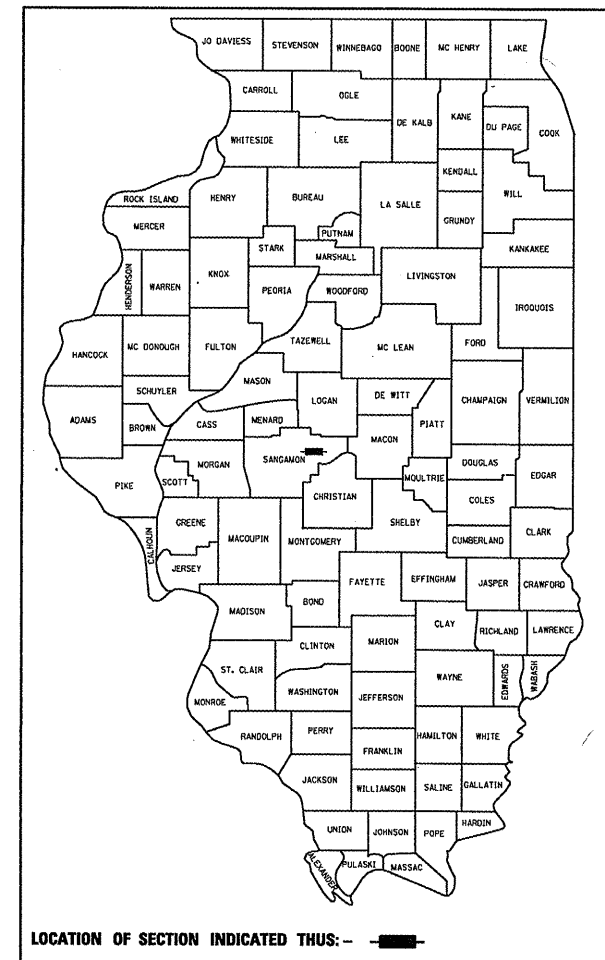 JO DAVIESS STEVENSON WINNEBAGO BOONE MC HENRY LAKE
CARROLL OGLE
DE KALB KANE DU PAGE COOK
WHITESIDE LEE
KENDALL WILL
ROCK ISLAND HENRY BUREAU LA SALLE GRUNDY
MERCER PUTNAM
STARK MARSHALL KANKAKEE
HENDERSON WARREN KNOX PEORIA WOODFORD LIVINGSTON IROQUOIS
HANCOCK MC DONOUGH FULTON TAZEWELL MC LEAN FORD
MASON
SCHUYLER LOGAN DE WITT CHAMPAIGN VERMILION
ADAMS BROWN CASS MENARD PIATT
MACON
SANGAMON
MORGAN DOUGLAS EDGAR
PIKE SCOTT CHRISTIAN MOULTRIE
COLES
GREENE SHELBY
CALHOUN MACOUPIN MONTGOMERY CUMBERLAND CLARK
JERSEY
FAYETTE EFFINGHAM JASPER CRAWFORD
MADISON BOND
CLAY RICHLAND LAWRENCE
CLINTON MARION
ST. CLAIR WAYNE EDWARDS WABASH
WASHINGTON JEFFERSON
MONROE
RANDOLPH PERRY HAMILTON WHITE
FRANKLIN
JACKSON WILLIAMSON SALINE GALLATIN
UNION JOHNSON POPE HARDIN
ALEXANDER PULASKI MASSAC
LOCATION OF SECTION INDICATED THUS: -